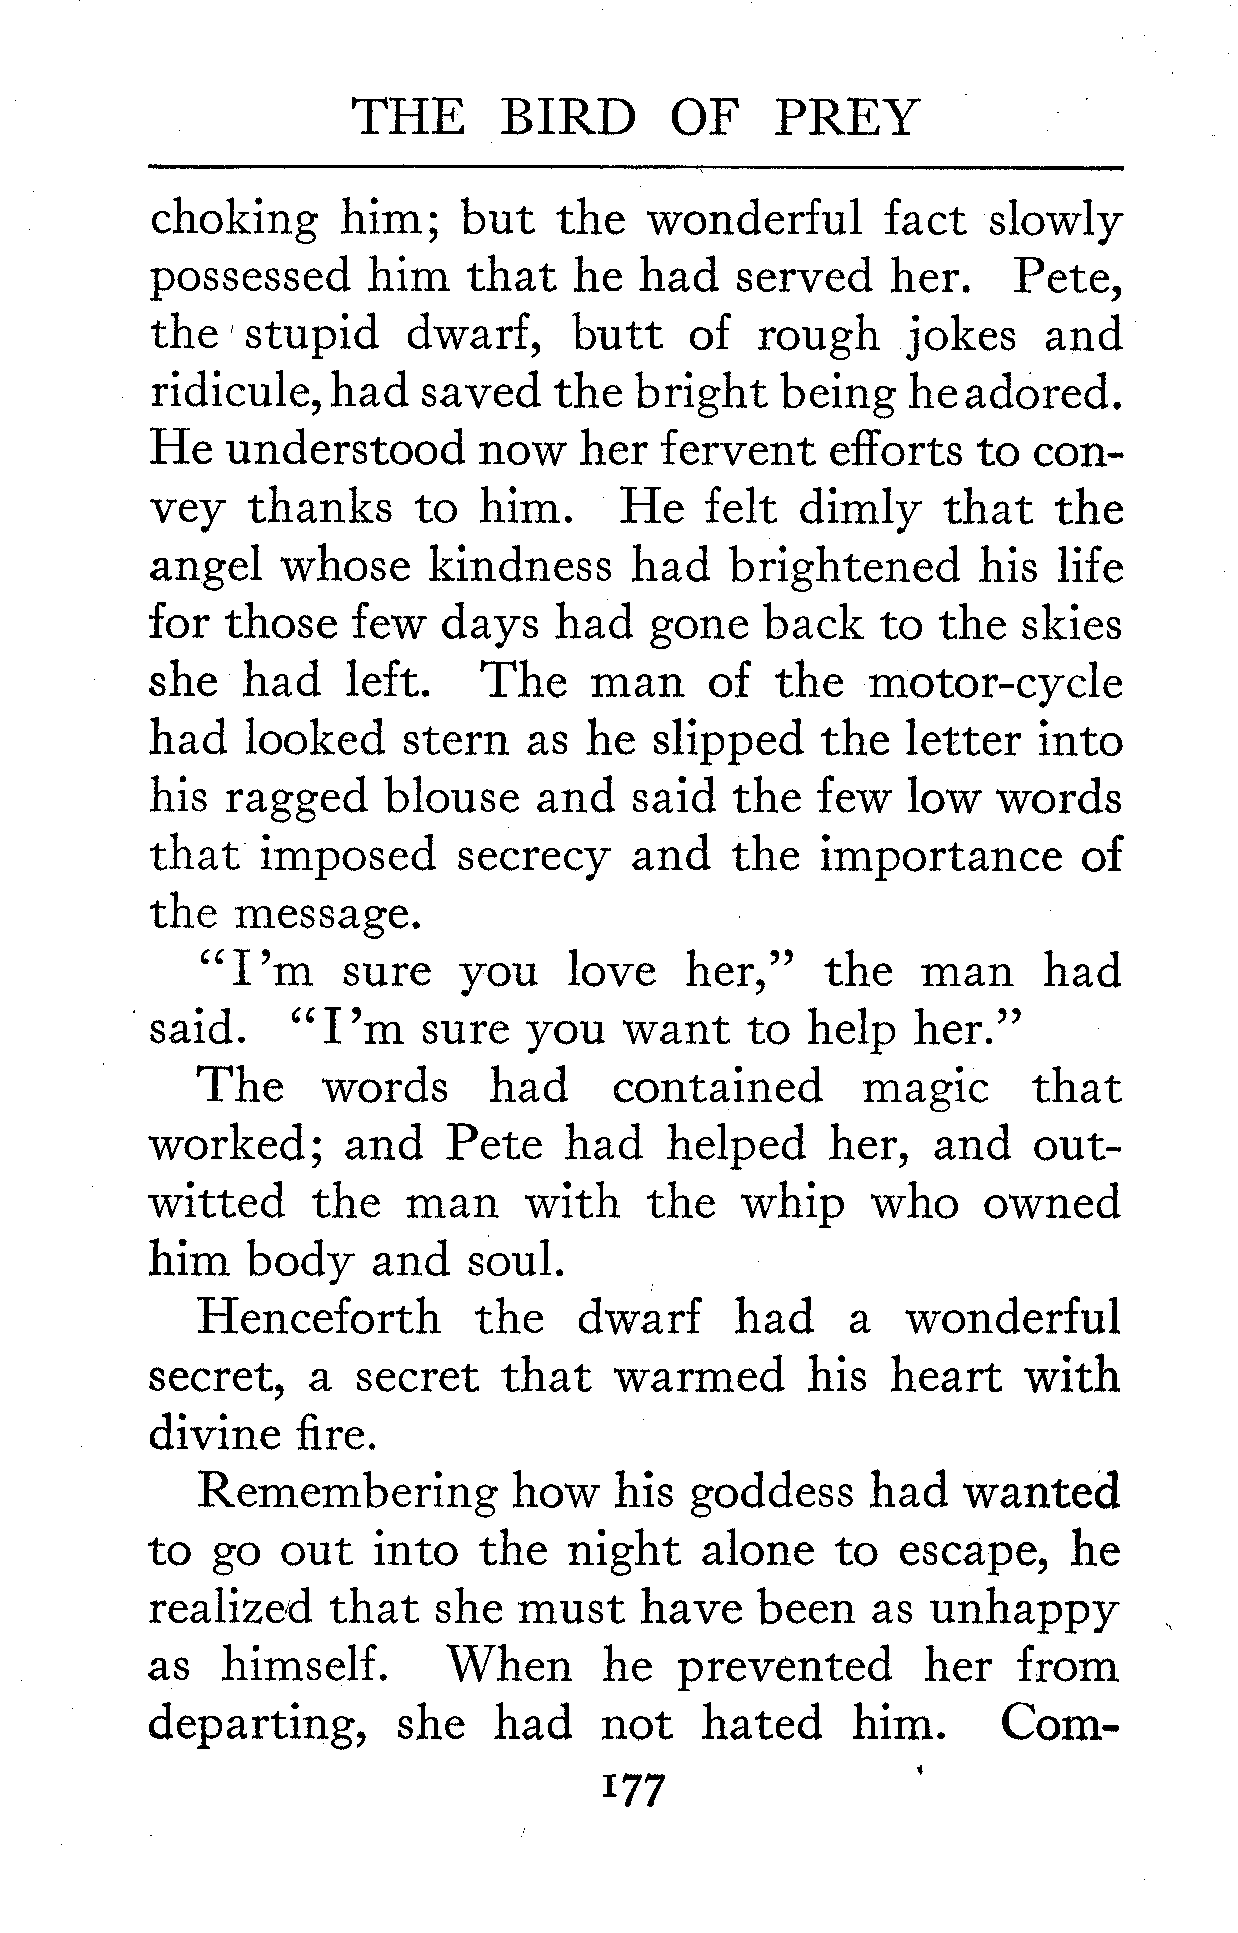 THE BIRD OF PREY
choking him; but the wonderful fact slowly
possessed him that he had served her. Pete,
the stupid dwarf, butt of rough jokes and
ridicule, had saved the bright being he adored.
He understood now her fervent efforts to con-
vey thanks to him. He felt dimly that the
angel whose kindness had brightened his life
for those few days had gone back to the skies
she had left. The man of the motor-cycle
had looked stern as he slipped the letter into
his ragged blouse and said the few low words
that imposed secrecy and the importance of
the message.
“I’m sure you love her,” the man had
said. “I’m sure you want to help her.”
The words had contained magic that
worked; and Pete had helped her, and out-
witted the man with the whip who owned
him body and soul.
Henceforth the dwarf had a wonderful
secret, a secret that warmed his heart with
divine fire.
Remembering how his goddess had wanted
to go out into the night alone to escape, he
realized that she must have been as unhappy
as himself. When he prevented her from
departing, she had not hated him. Com-
177